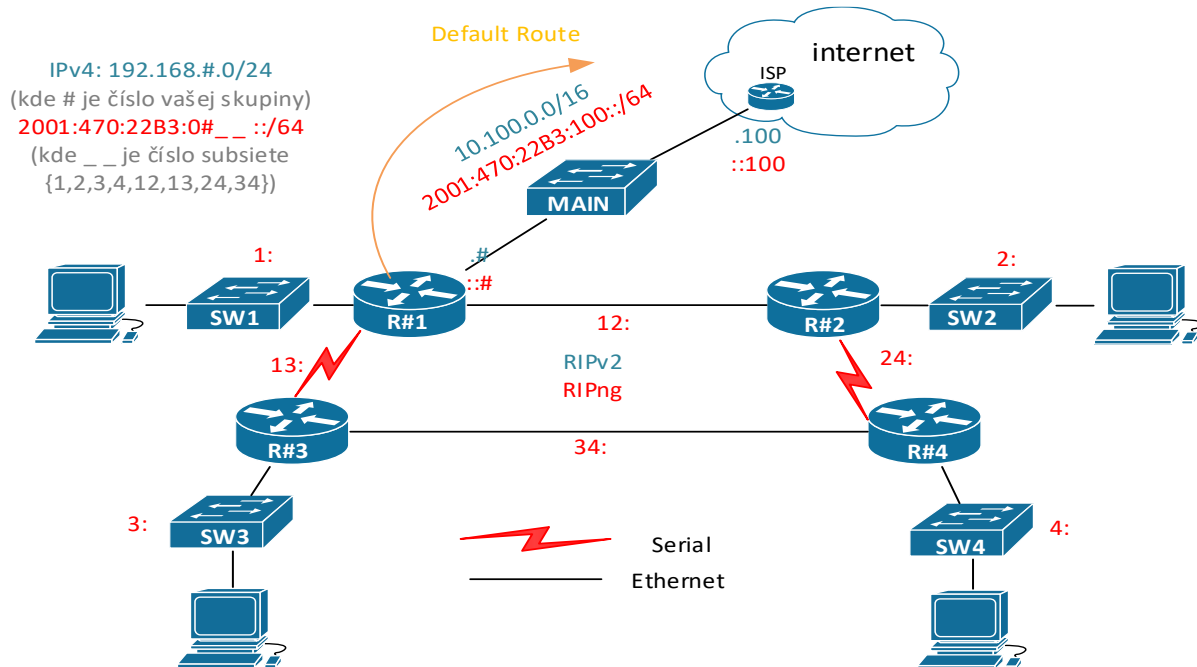 Default Route
internet
ISP
IPv4: 192.168.#.0/24
(kde # je číslo vašej skupiny)
2001:470:22B3:0#_ _ ::/64
(kde _ _ je číslo subsiete
{1,2,3,4,12,13,24,34})
10.100.0.0/16
2001:470:22B3:100::/64
.100
::100
MAIN
.#
::#
1:
SW1
R#1
12:
R#2
2:
SW2
13:
RIPv2
RIPng
24:
R#3
34:
R#4
3:
SW3
Serial
Ethernet
SW4
4: